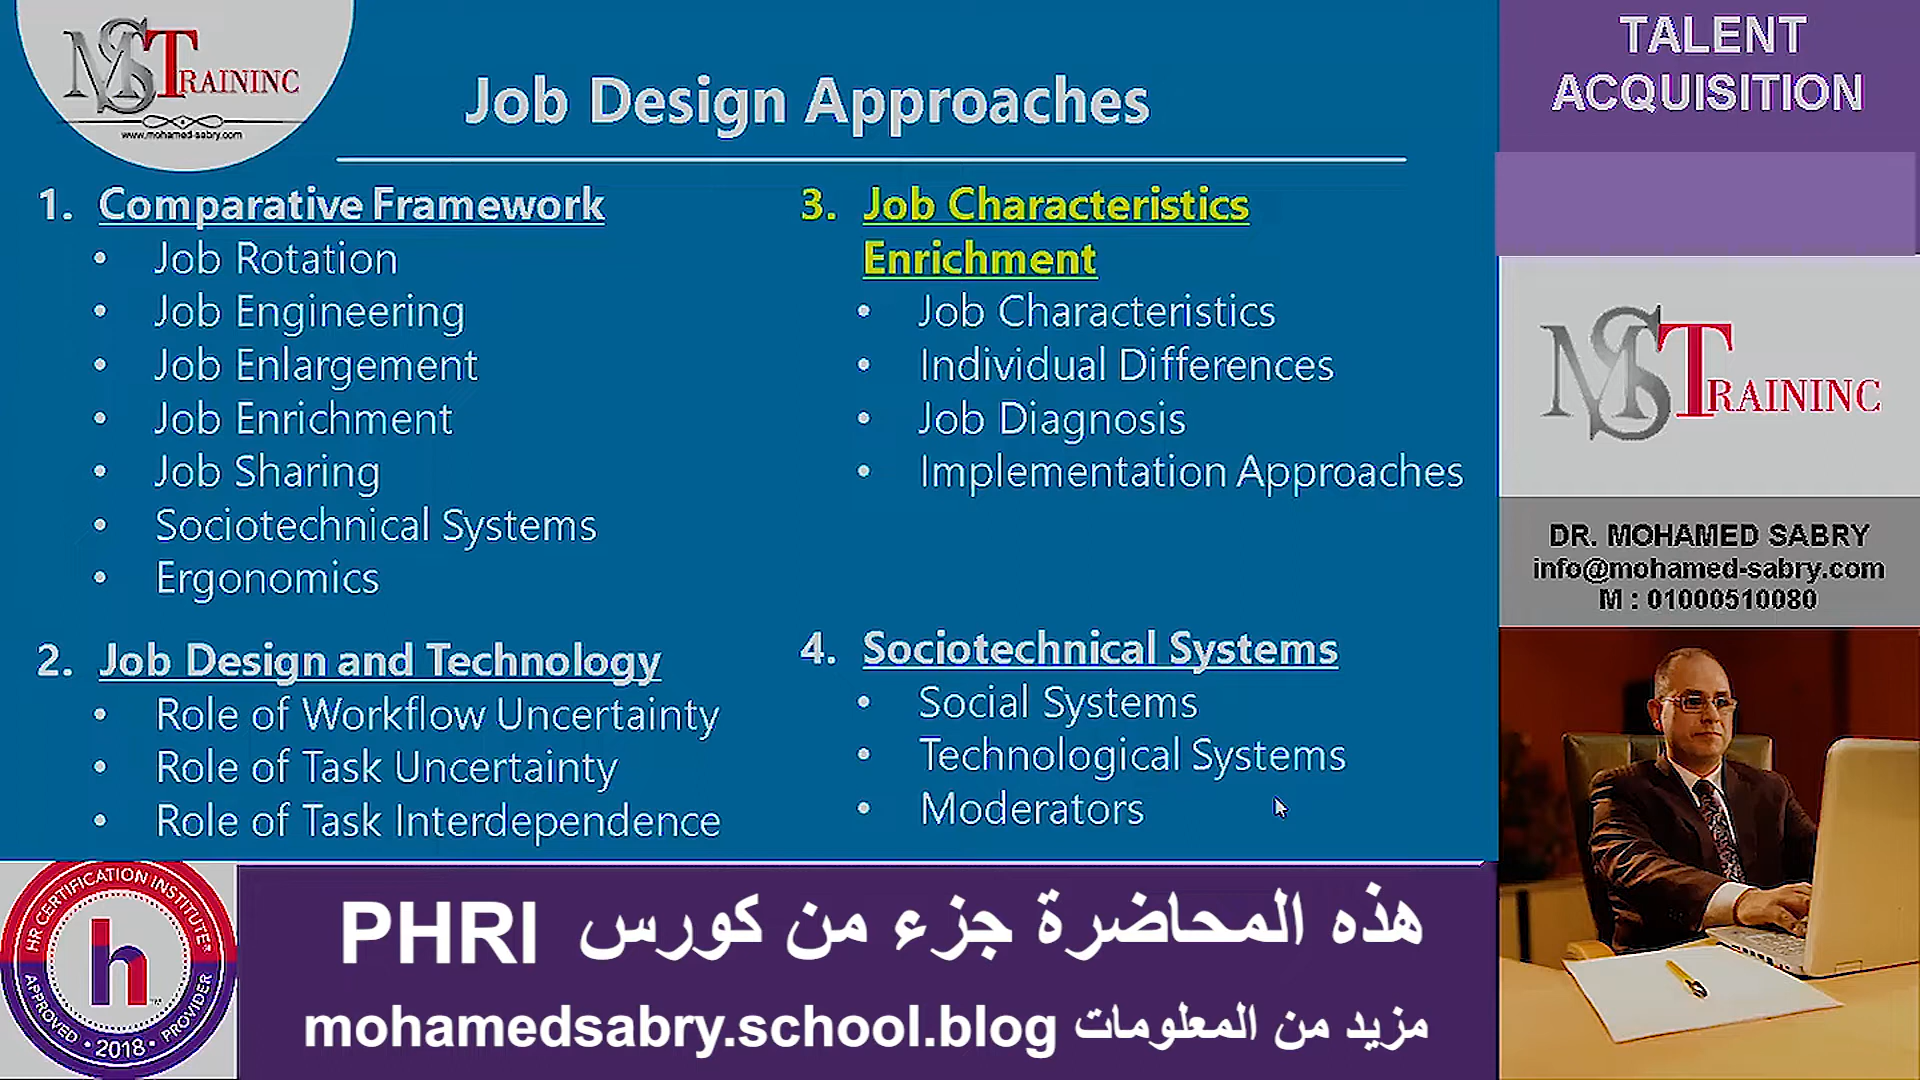 MST RAININC
www.mohamed-sabry.com
Job Design Approaches
1. Comparative Framework
• Job Rotation
• Job Engineering
• Job Enlargement
• Job Enrichment
• Job Sharing
• Sociotechnical Systems
• Ergonomics
2. Job Design and Technology
• Role of Workflow Uncertainty
• Role of Task Uncertainty
• Role of Task Interdependence
3. Job Characteristics
Enrichment
• Job Characteristics
• Individual Differences
• Job Diagnosis
• Implementation Approaches
4. Sociotechnical Systems
• Social Systems
• Technological Systems
• Moderators
TALENT
ACQUISITION
MST RAININC
DR. MOHAMED SABRY
info@mohamed-sabry.com
M : 01000510080
HR CERTIFICATION INSTITUTE
h
APPROVED • 2018 • PROVIDER
هذه المحاضرة جزء من كورس PHRI
مزيد من المعلومات mohamedsabry.school.blog